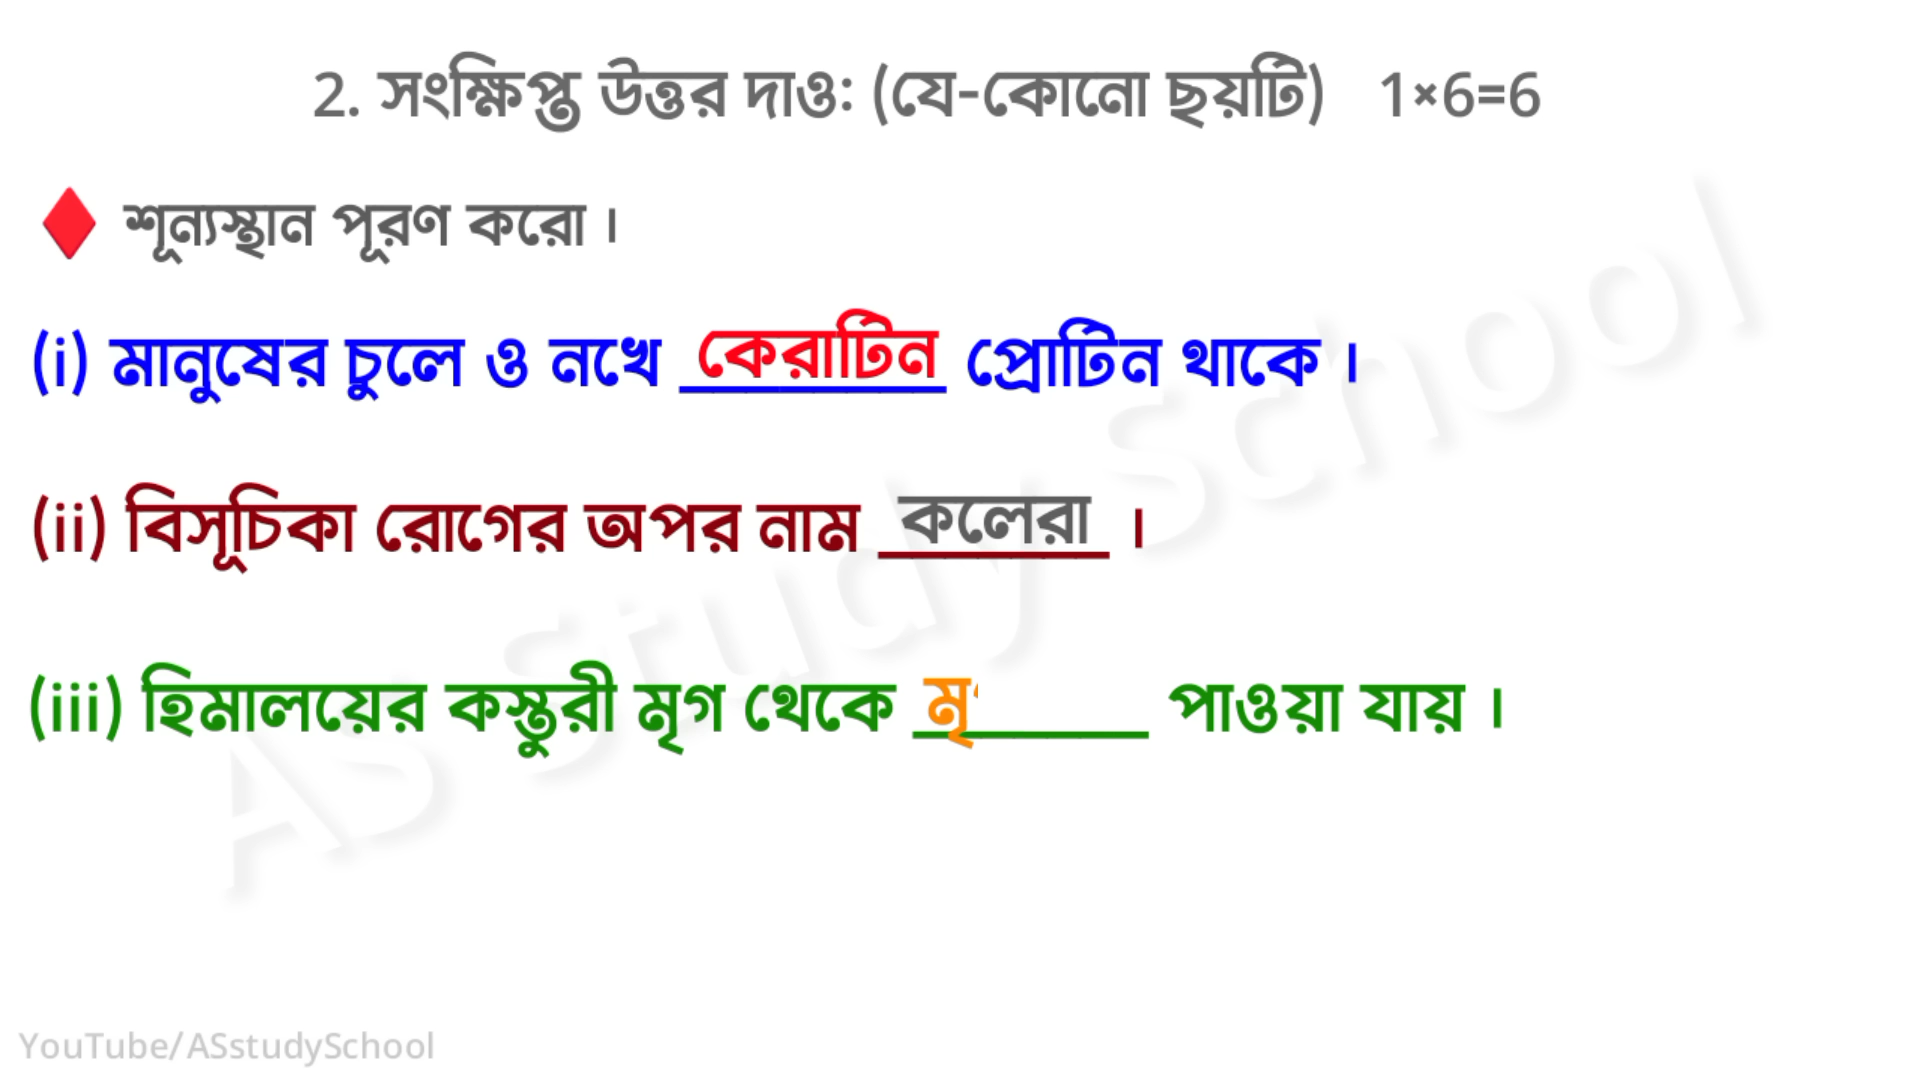 2. সংক্ষিপ্ত উত্তর দাও: (যে-কোনো ছয়টি) 1×6=6
শূন্যস্থান পূরণ করো।
(i) মানুষের চুলে ও নখে কেরাটিন প্রোটিন থাকে।
(ii) বিসূচিকা রোগের অপর নাম কলেরা ।
(iii) হিমালয়ের কস্তুরী মৃগ থেকে মৃ পাওয়া যায়।
AS study school
YouTube/ASstudySchool